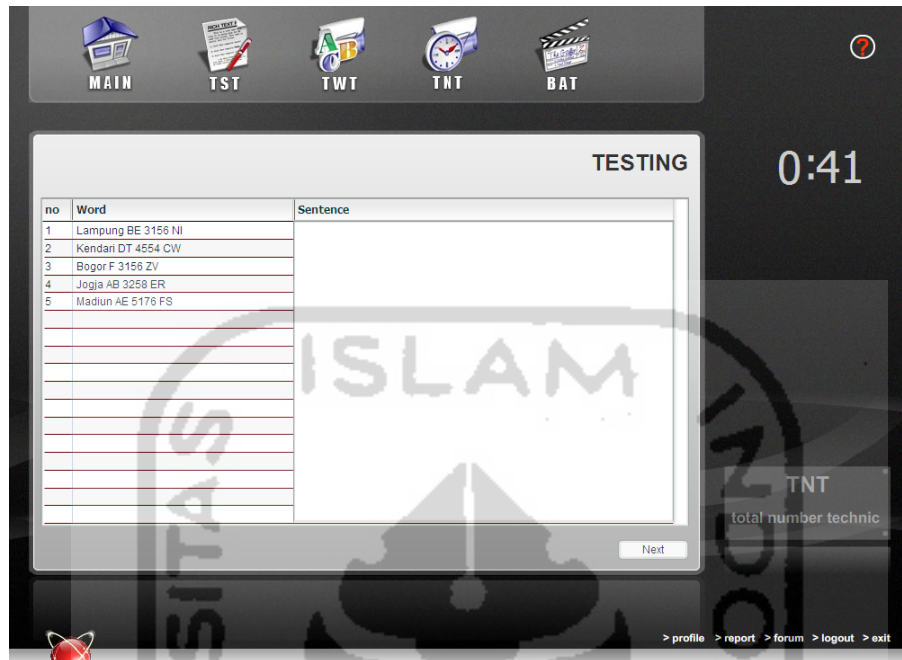 MAIN TST TWT TNT BAT ?
TESTING
0:41
no Word Sentence
1 Lampung BE 3156 NI
2 Kendari DT 4554 CW
3 Bogor F 3156 ZV
4 Jogja AB 3258 ER
5 Madiun AE 5176 FS
ISLAM
SITAS
TNT
total number technic
Next
> profile > report > forum > logout > exit